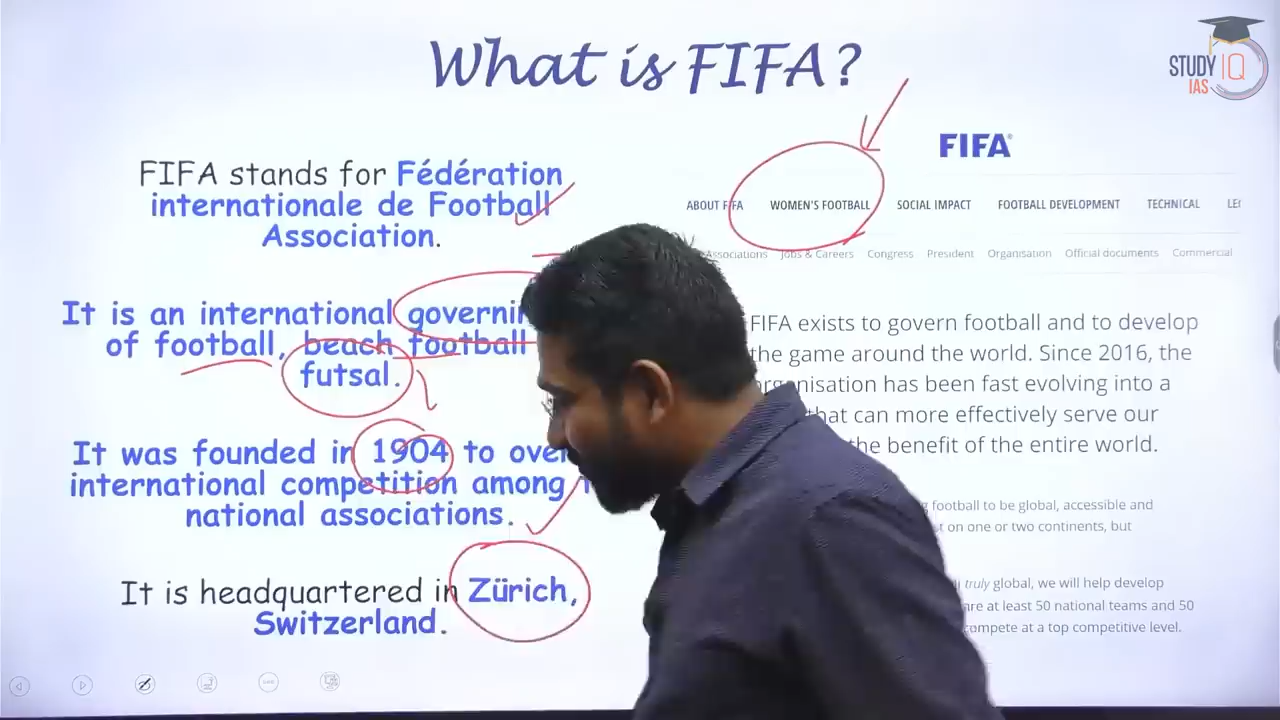 What is FIFA?
STUDY IQ
IAS
FIFA stands for Fédération
internationale de Football
Association.
It is an international governi
of football, beach football
futsal.
It was founded in 1904 to over
international competition among
national associations.
It is headquartered in Zürich,
Switzerland.
FIFA
ABOUT FIFA WOMEN'S FOOTBALL SOCIAL IMPACT FOOTBALL DEVELOPMENT TECHNICAL
Associations Jobs & Careers Congress President Organisation Official documents Commercial
FIFA exists to govern football and to develop
the game around the world. Since 2016, the
organisation has been fast evolving into a
that can more effectively serve our
the benefit of the entire world.
football to be global, accessible and
on one or two continents, but
truly global, we will help develop
at least 50 national teams and 50
compete at a top competitive level.